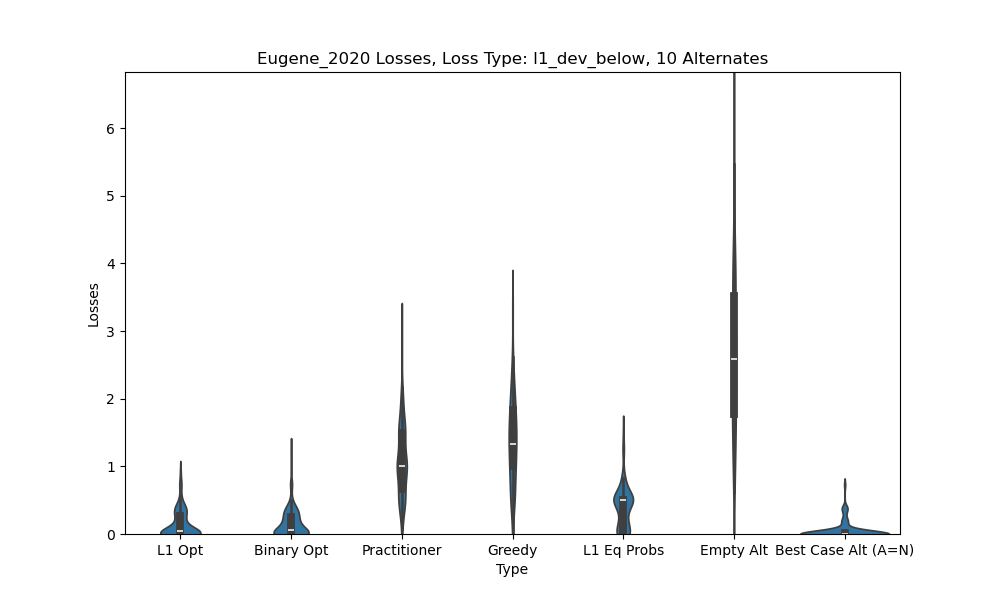 Eugene_2020 Losses, Loss Type: l1_dev_below, 10 Alternates
6
5
4
3
2
1
0
Losses
L1 Opt
Binary Opt
Practitioner
Greedy
L1 Eq Probs
Empty Alt
Best Case Alt (A=N)
Type